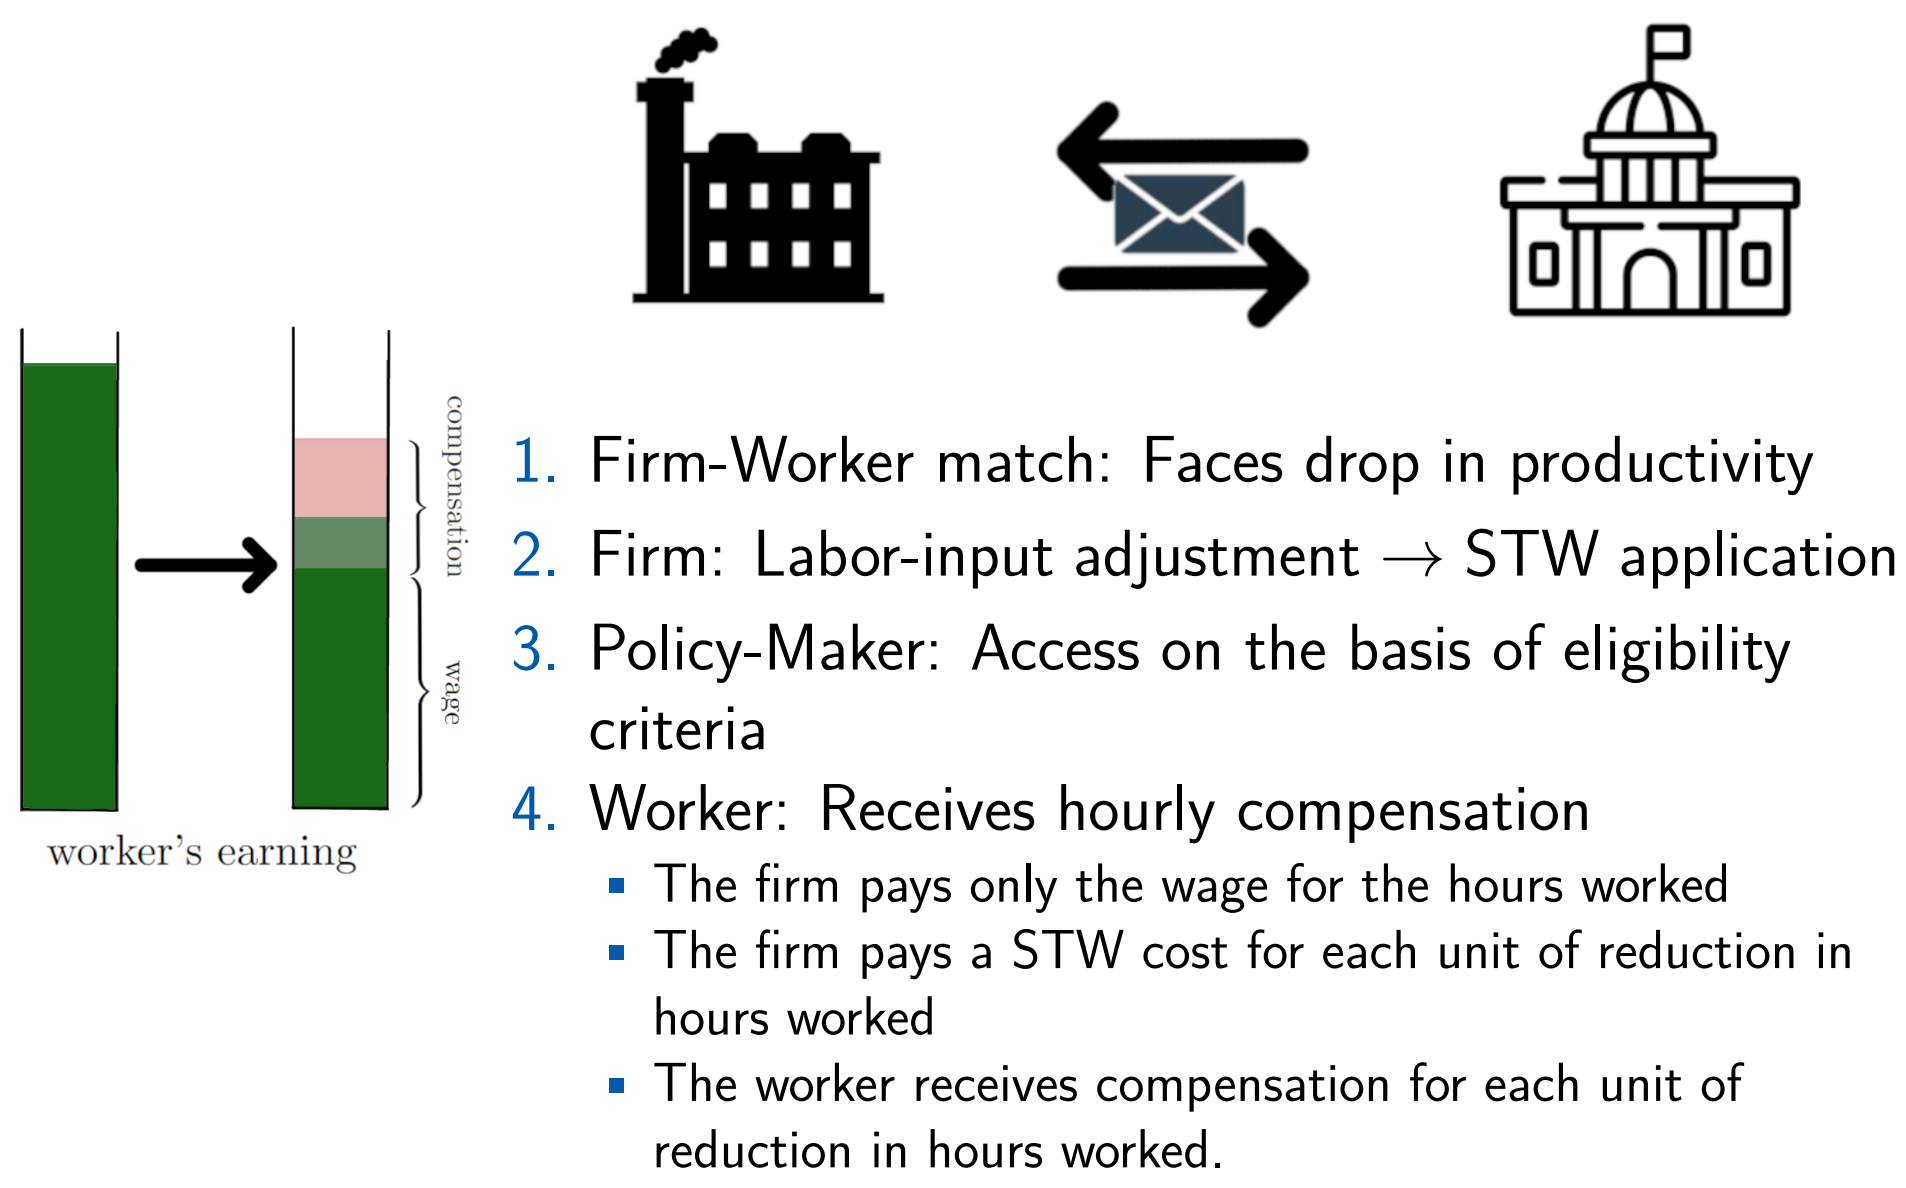 compensation
wage
worker's earning
1. Firm-Worker match: Faces drop in productivity
2. Firm: Labor-input adjustment → STW application
3. Policy-Maker: Access on the basis of eligibility
criteria
4. Worker: Receives hourly compensation
▪ The firm pays only the wage for the hours worked
▪ The firm pays a STW cost for each unit of reduction in
hours worked
▪ The worker receives compensation for each unit of
reduction in hours worked.